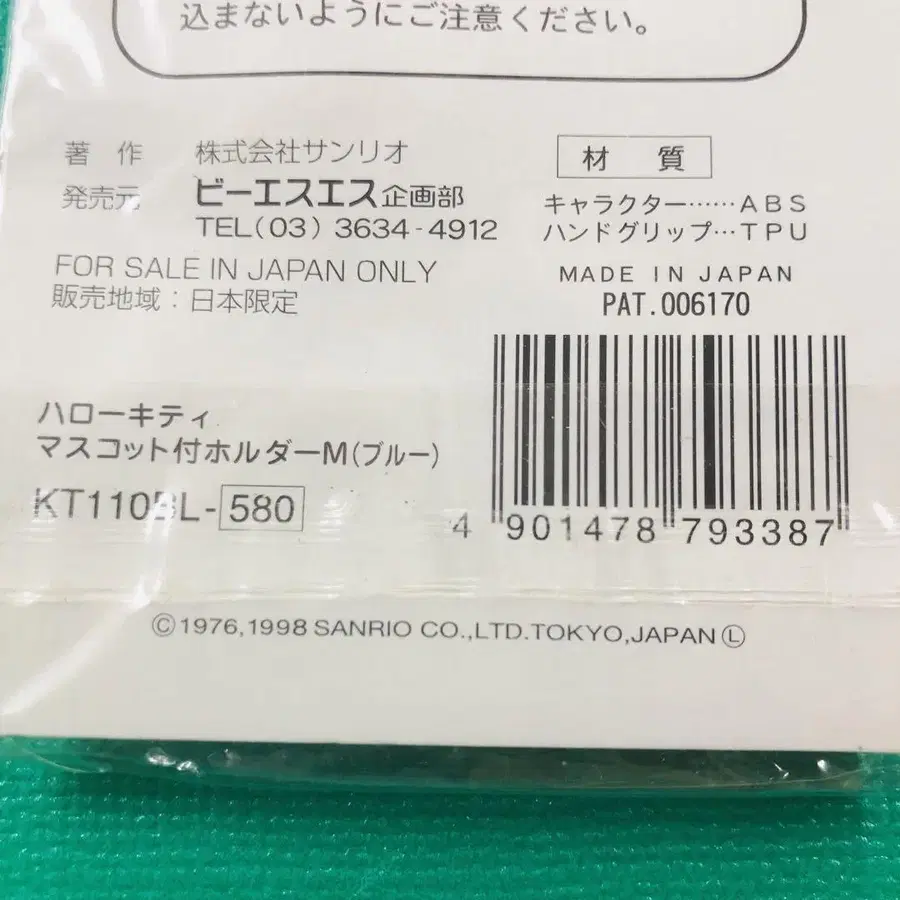 込まないようにご注意ください。
著 作 株式会社サンリオ
発売元 ビーエスエス企画部
TEL(03) 3634-4912
FOR SALE IN JAPAN ONLY
販売地域:日本限定
材 質
キャラクター……ABS
ハンドグリップ…TPU
MADE IN JAPAN
PAT.006170
ハローキティ
マスコット付ホルダーM(ブルー)
KT110BL-580
4 901478 793387
©1976,1998 SANRIO CO.,LTD.TOKYO,JAPAN Ⓛ